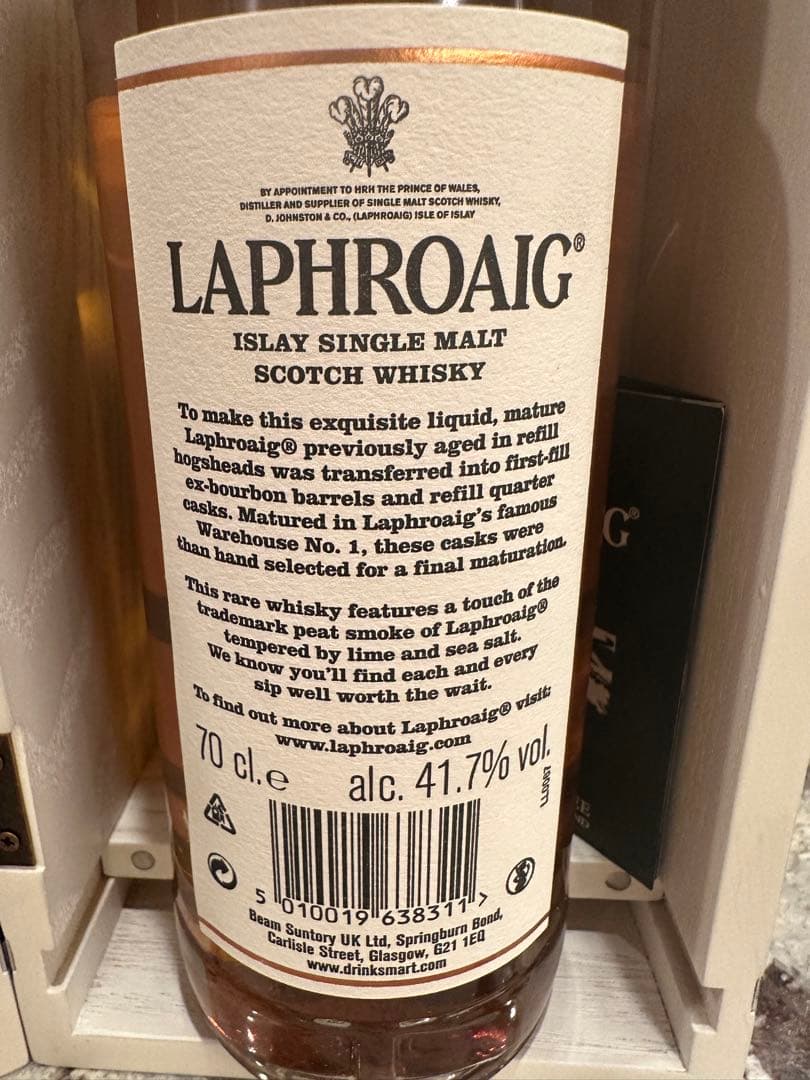 BY APPOINTMENT TO HRH THE PRINCE OF WALES,
DISTILLER AND SUPPLIER OF SINGLE MALT SCOTCH WHISKY,
D. JOHNSTON & CO., (LAPHROAIG) ISLE OF ISLAY
LAPHROAIG®
ISLAY SINGLE MALT
SCOTCH WHISKY
To make this exquisite liquid, mature
Laphroaig® previously aged in refill
hogsheads was transferred into first-fill
ex-bourbon barrels and refill quarter
casks. Matured in Laphroaig's famous
Warehouse No. 1, these casks were
than hand selected for a final maturation.
This rare whisky features a touch of the
trademark peat smoke of Laphroaig®
tempered by lime and sea salt.
We know you'll find each and every
sip well worth the wait.
To find out more about Laphroaig® visit:
www.laphroaig.com
70 cl.e alc. 41.7% vol.
5 010019 638311 >
Beam Suntory UK Ltd, Springburn Bond,
Carlisle Street, Glasgow, G21 1EQ
www.drinksmart.com
G®